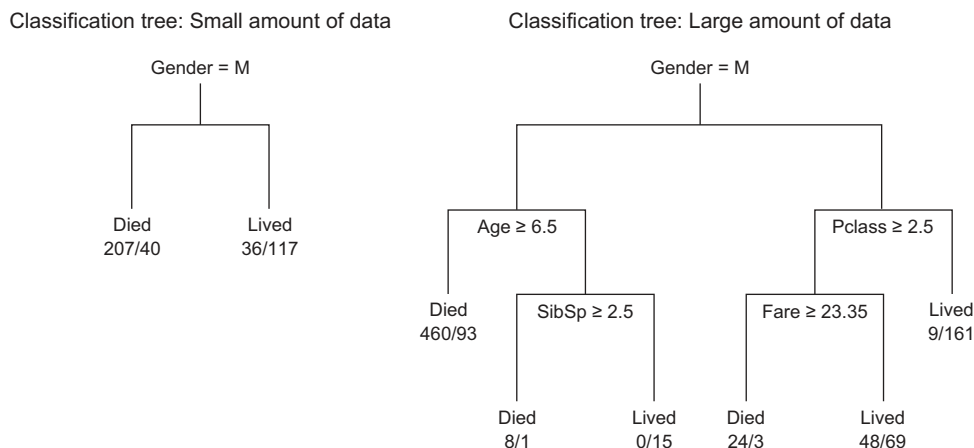 Classification tree: Small amount of data
Gender = M
Died
207/40
Lived
36/117
Classification tree: Large amount of data
Gender = M
Age ≥ 6.5
Pclass ≥ 2.5
Died
460/93
SibSp ≥ 2.5
Fare ≥ 23.35
Lived
9/161
Died
8/1
Lived
0/15
Died
24/3
Lived
48/69